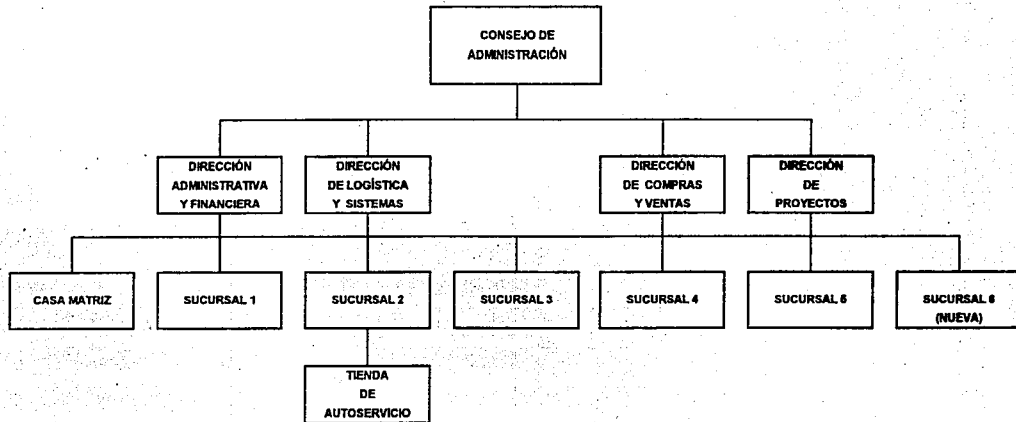 CONSEJO DE
ADMINISTRACIÓN
DIRECCIÓN
ADMINISTRATIVA
Y FINANCIERA
DIRECCIÓN
DE LOGÍSTICA
Y SISTEMAS
DIRECCIÓN
DE COMPRAS
Y VENTAS
DIRECCIÓN
DE
PROYECTOS
CASA MATRIZ
SUCURSAL 1
SUCURSAL 2
SUCURSAL 3
SUCURSAL 4
SUCURSAL 5
SUCURSAL 6
(NUEVA)
TIENDA
DE
AUTOSERVICIO